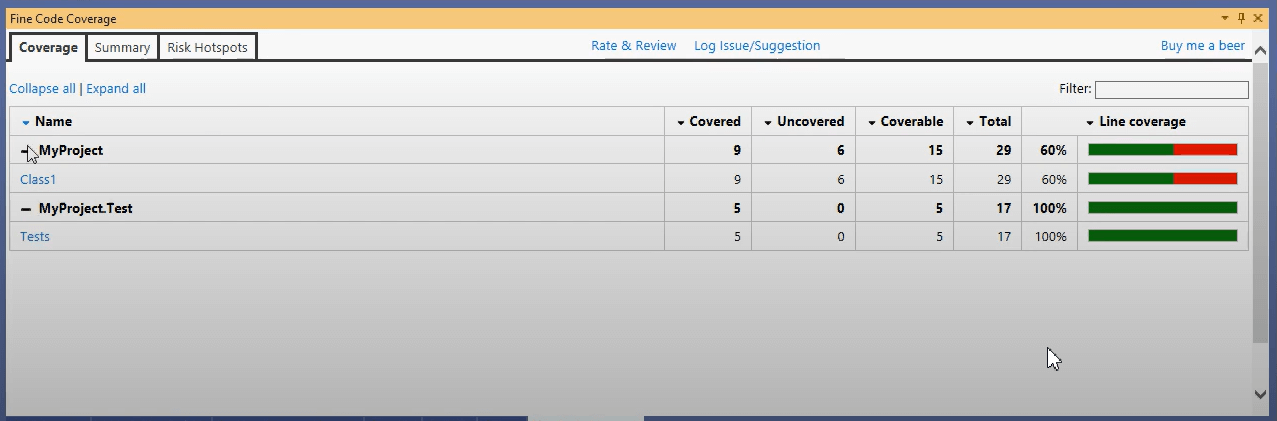 Fine Code Coverage
Coverage Summary Risk Hotspots Rate & Review Log Issue/Suggestion Buy me a beer
Collapse all | Expand all Filter:
Name Covered Uncovered Coverable Total Line coverage
MyProject 9 6 15 29 60%
Class1 9 6 15 29 60%
MyProject.Test 5 0 5 17 100%
Tests 5 0 5 17 100%